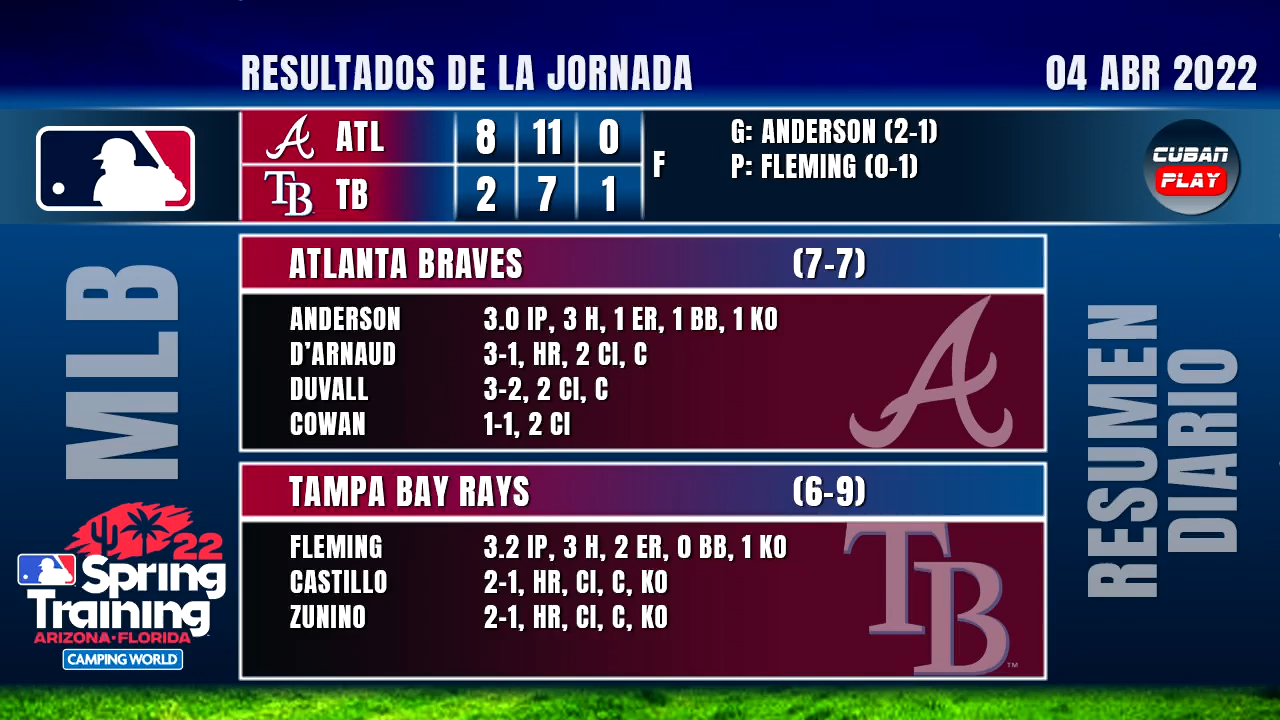 RESULTADOS DE LA JORNADA 04 ABR 2022
A ATL 8 11 0
TB TB 2 7 1
F
G: ANDERSON (2-1)
P: FLEMING (0-1)
CUBAN
PLAY
MLB
ATLANTA BRAVES (7-7)
ANDERSON 3.0 IP, 3 H, 1 ER, 1 BB, 1 KO
D'ARNAUD 3-1, HR, 2 CI, C
DUVALL 3-2, 2 CI, C
COWAN 1-1, 2 CI
A
TAMPA BAY RAYS (6-9)
FLEMING 3.2 IP, 3 H, 2 ER, 0 BB, 1 KO
CASTILLO 2-1, HR, CI, C, KO
ZUNINO 2-1, HR, CI, C, KO
TB™
RESUMEN
DIARIO
22
Spring
Training
ARIZONA·FLORIDA
CAMPING WORLD